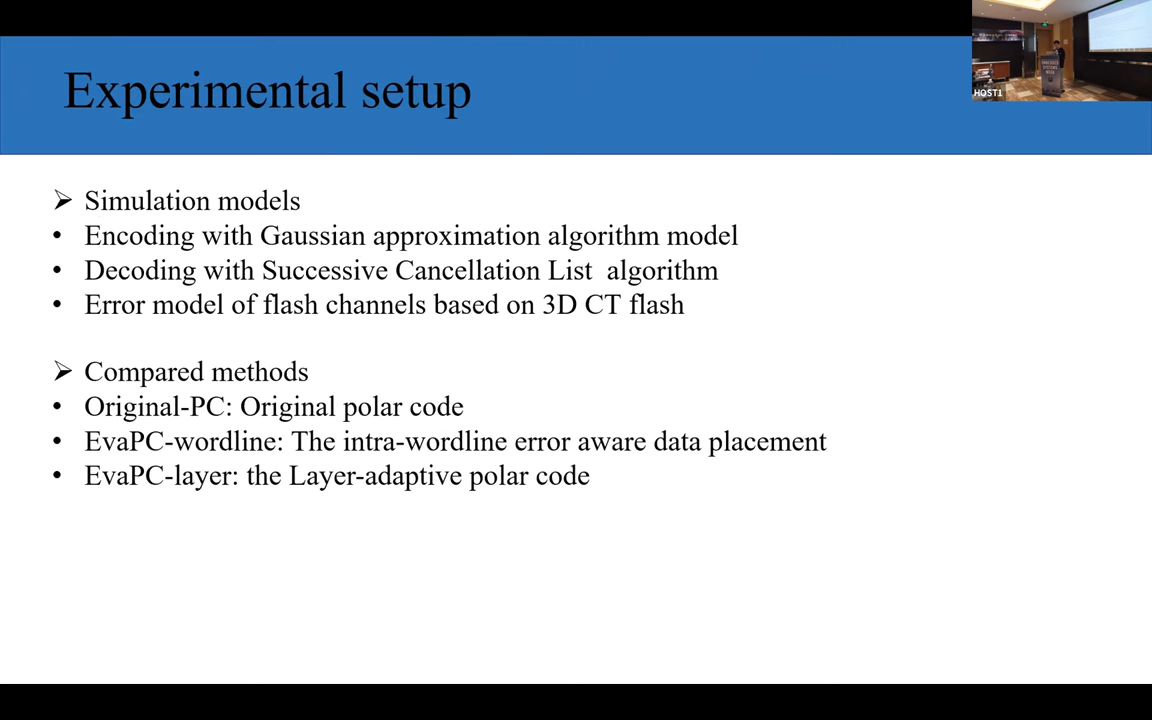 Experimental setup
HOST1
➢ Simulation models
• Encoding with Gaussian approximation algorithm model
• Decoding with Successive Cancellation List algorithm
• Error model of flash channels based on 3D CT flash
➢ Compared methods
• Original-PC: Original polar code
• EvaPC-wordline: The intra-wordline error aware data placement
• EvaPC-layer: the Layer-adaptive polar code